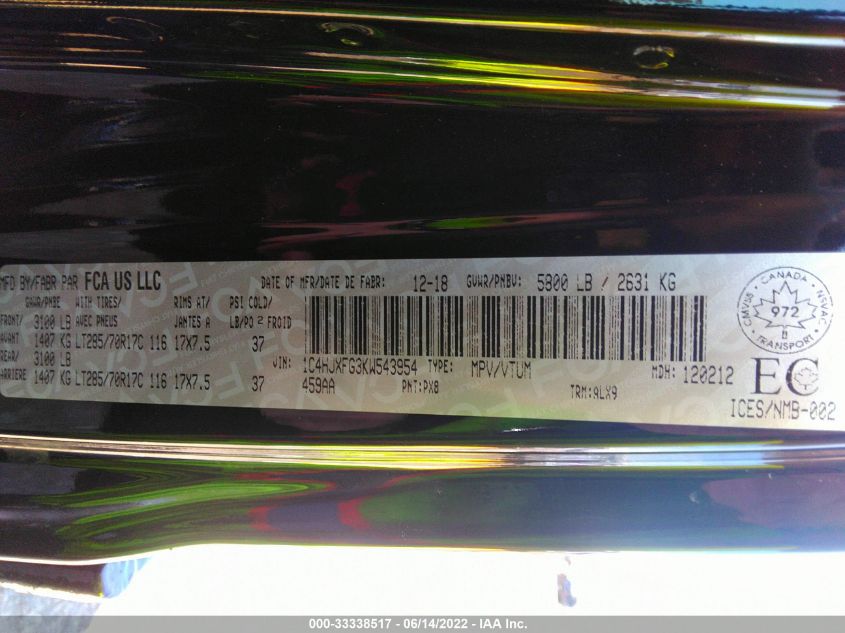 MFD BY/FABR PAR FCA US LLC DATE OF MFR/DATE DE FABR: 12-18 GVWR/PNBV: 5800 LB / 2631 KG
GAWR/PNBE WITH TIRES/ RIMS AT/ PSI COLD/
FRONT/ 3100 LB AVEC PNEUS JANTES A LB/PO2 FROID
AVANT 1407 KG LT285/70R17C 116 17X7.5 37
REAR/ 3100 LB
ARRIERE 1407 KG LT285/70R17C 116 17X7.5 37
VIN: 1C4HJXFG3KW543954 TYPE: MPV/VTUM MDH: 120212
459AA PNT:PX8 TRM:ALX9
CMVSS CANADA NSVAC
972
TRANSPORT
EC
ICES/NMB-002
000-33338517 - 06/14/2022 - IAA Inc.